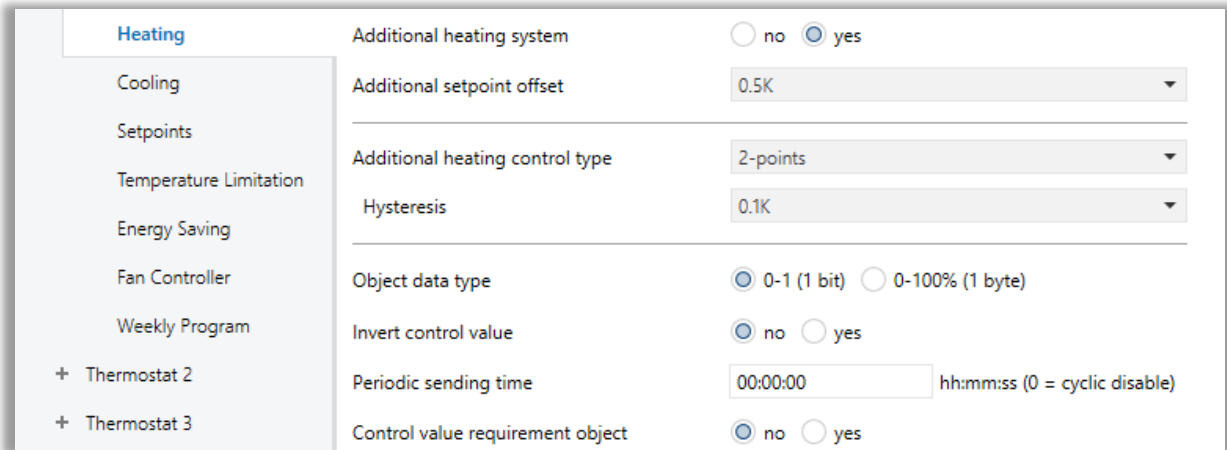 Heating
Cooling
Setpoints
Temperature Limitation
Energy Saving
Fan Controller
Weekly Program
+ Thermostat 2
+ Thermostat 3
Additional heating system no yes
Additional setpoint offset 0.5K
Additional heating control type 2-points
Hysteresis 0.1K
Object data type 0-1 (1 bit) 0-100% (1 byte)
Invert control value no yes
Periodic sending time 00:00:00 hh:mm:ss (0 = cyclic disable)
Control value requirement object no yes